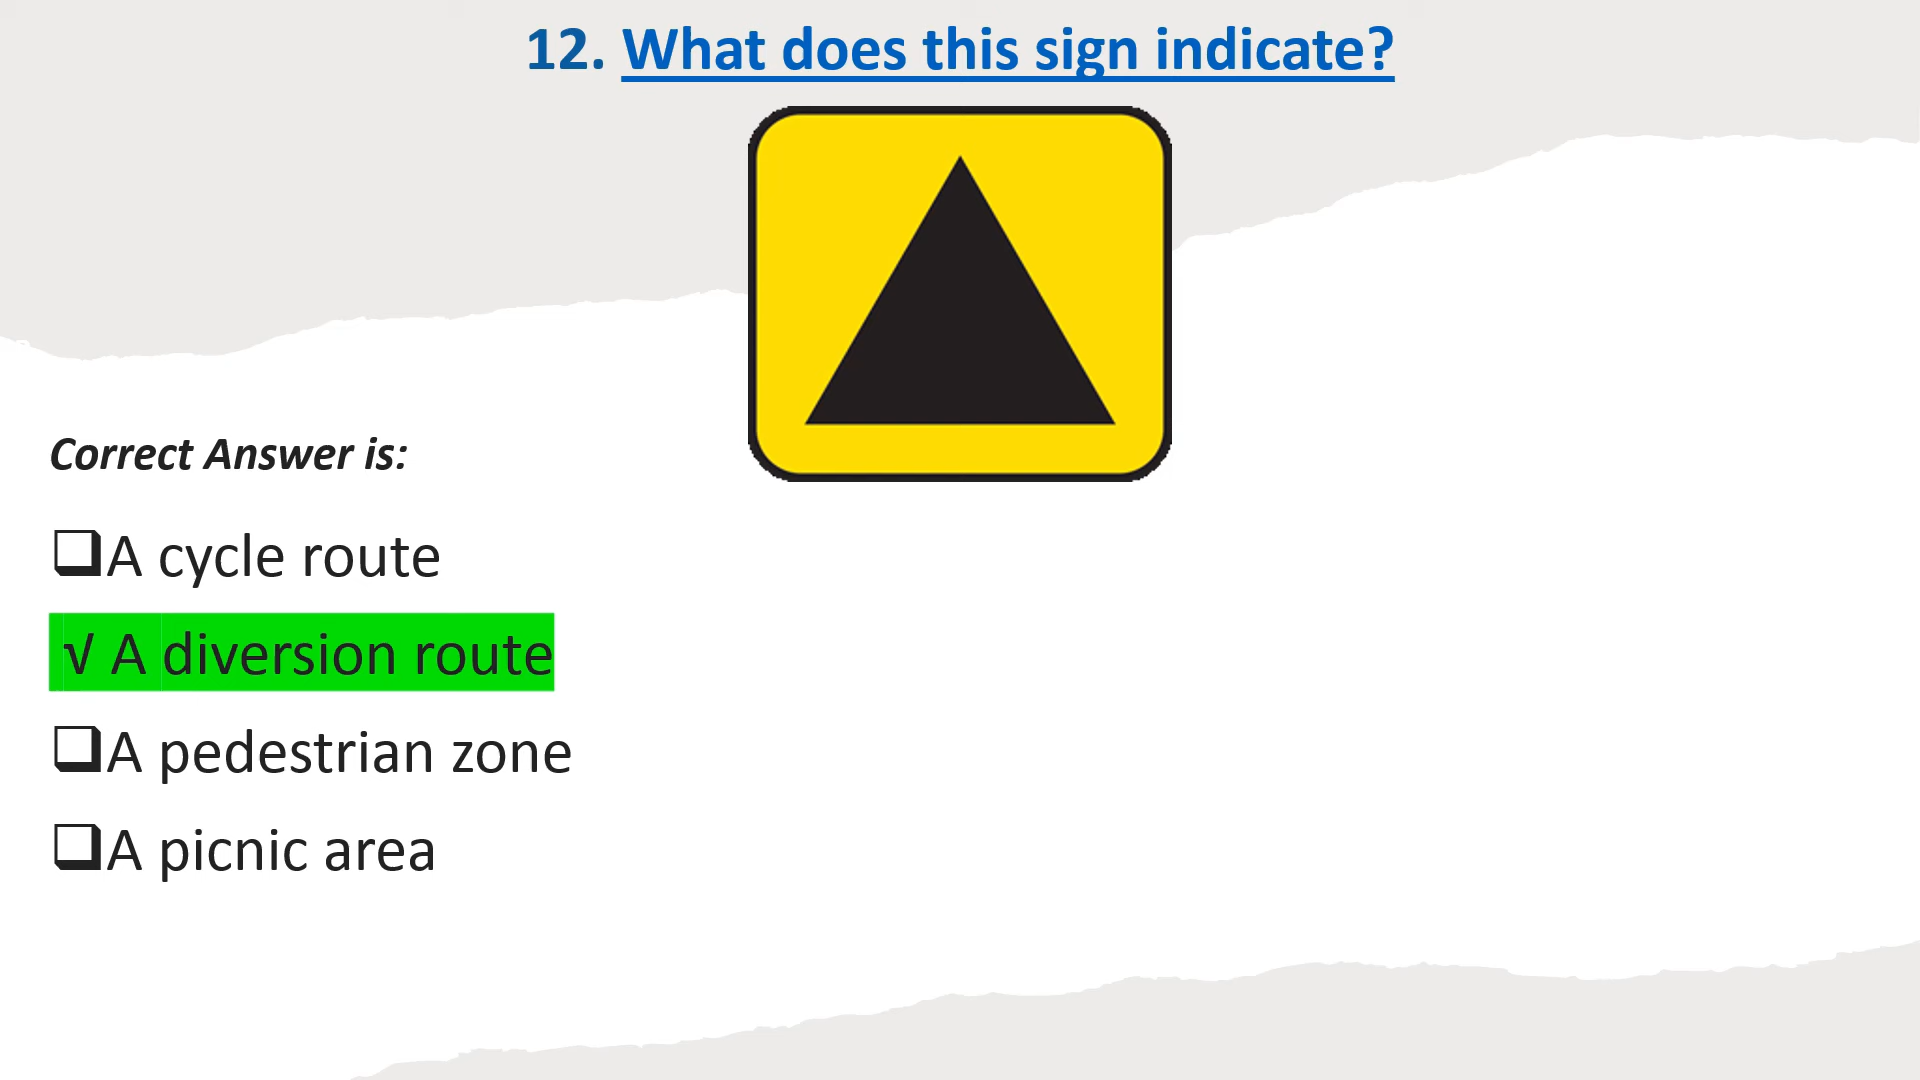 12. What does this sign indicate?
Correct Answer is:
❑A cycle route
√ A diversion route
❑A pedestrian zone
❑A picnic area